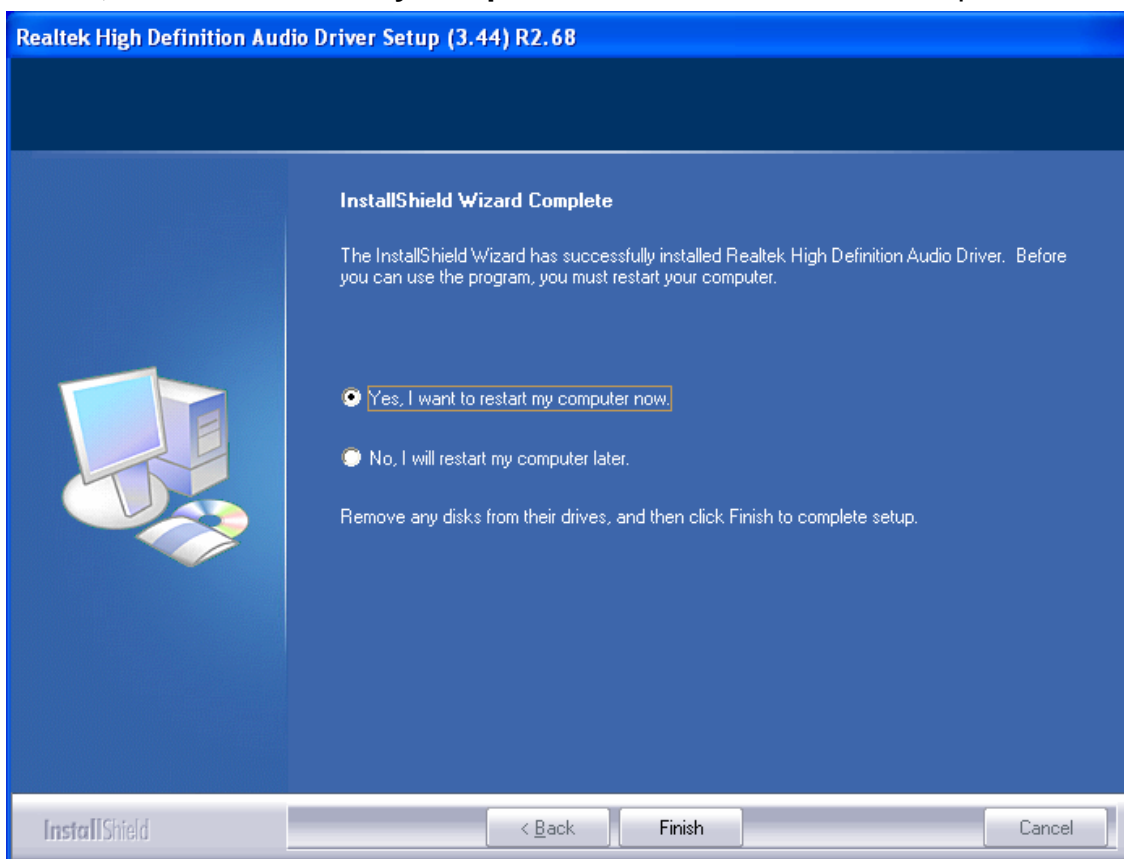 Realtek High Definition Audio Driver Setup (3.44) R2.68
InstallShield Wizard Complete
The InstallShield Wizard has successfully installed Realtek High Definition Audio Driver.  Before
you can use the program, you must restart your computer.
Yes, I want to restart my computer now.
No, I will restart my computer later.
Remove any disks from their drives, and then click Finish to complete setup.
InstallShield
< Back
Finish
Cancel